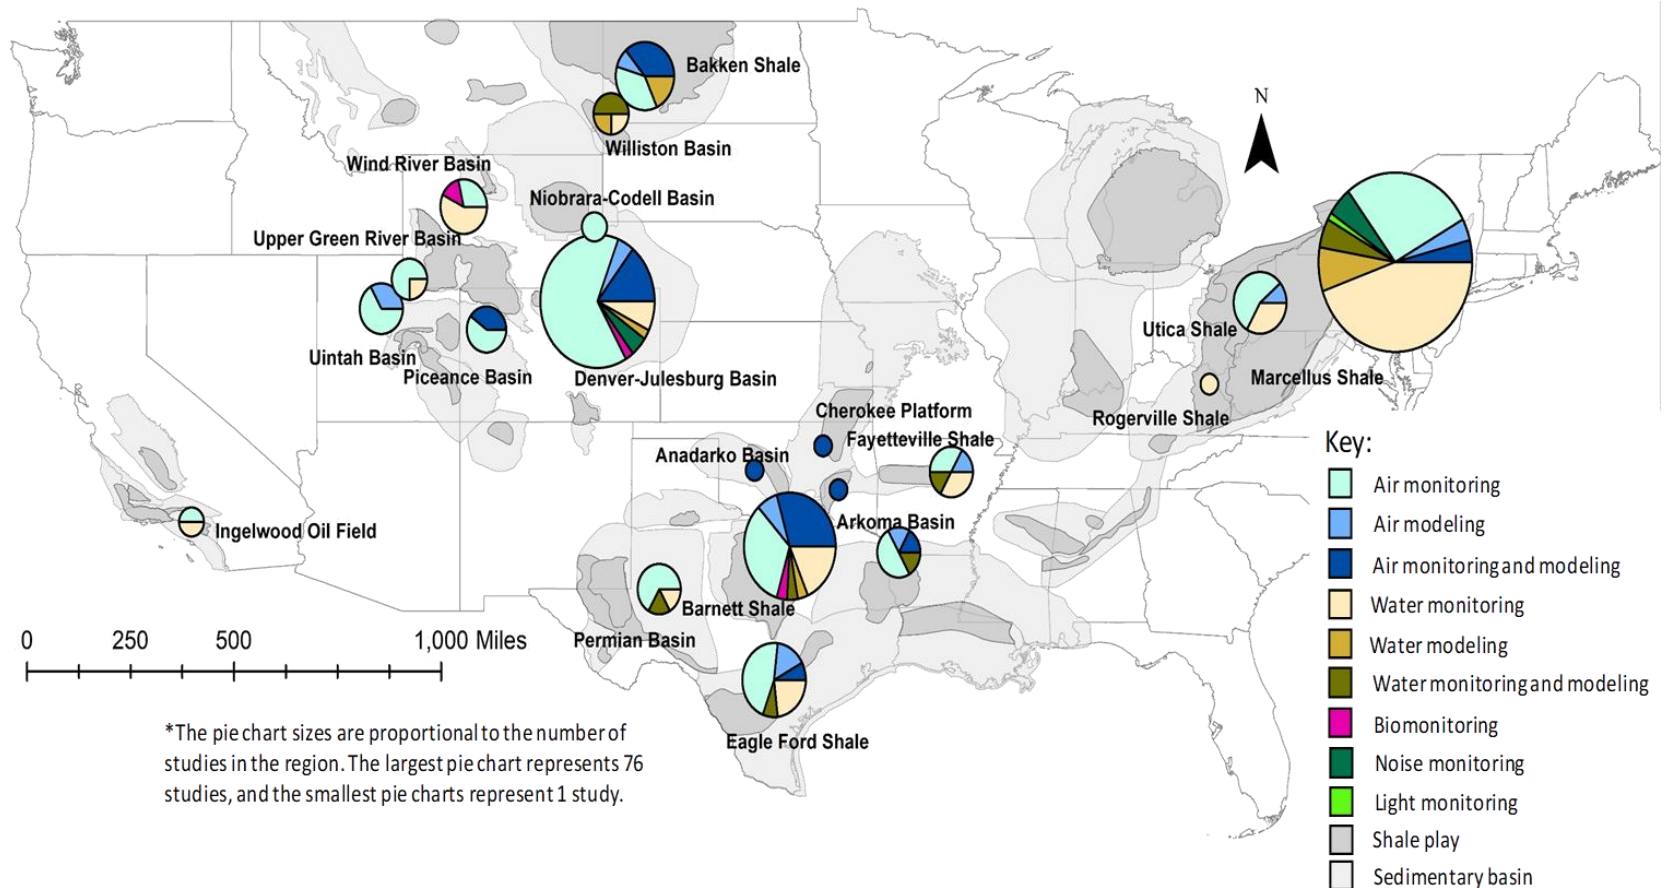 Bakken Shale
N
Williston Basin
Wind River Basin
Niobrara-Codell Basin
Upper Green River Basin
Utica Shale
Uintah Basin
Piceance Basin
Denver-Julesburg Basin
Marcellus Shale
Rogerville Shale
Cherokee Platform
Fayetteville Shale
Anadarko Basin
Arkoma Basin
Ingelwood Oil Field
Barnett Shale
Permian Basin
Eagle Ford Shale
0 250 500 1,000 Miles
*The pie chart sizes are proportional to the number of
studies in the region. The largest pie chart represents 76
studies, and the smallest pie charts represent 1 study.
Key:
Air monitoring
Air modeling
Air monitoring and modeling
Water monitoring
Water modeling
Water monitoring and modeling
Biomonitoring
Noise monitoring
Light monitoring
Shale play
Sedimentary basin